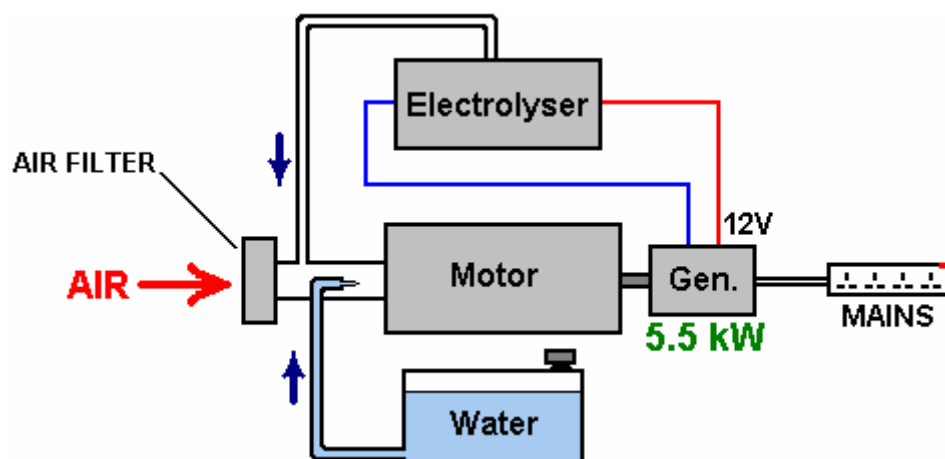 Electrolyser
AIR FILTER
12V
AIR
Motor
Gen.
MAINS
5.5 kW
Water